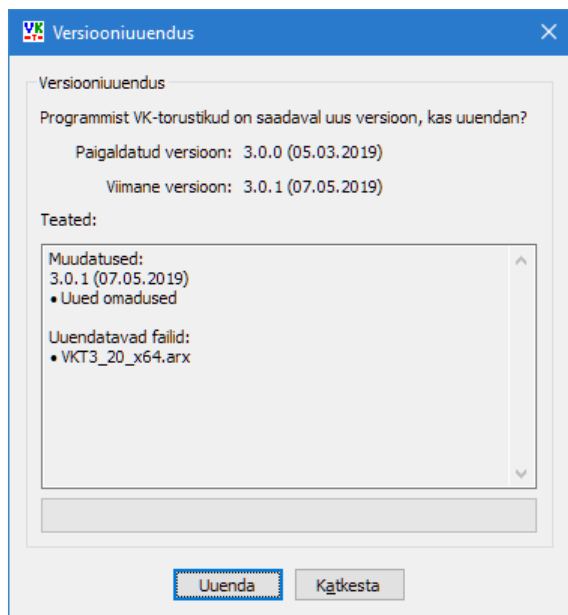 VK
-T-
Versiooniuuendus
Versiooniuuendus
Programmist VK-torustikud on saadaval uus versioon, kas uuendan?
Paigaldatud versioon: 3.0.0 (05.03.2019)
Viimane versioon: 3.0.1 (07.05.2019)
Teated:
Muudatused:
3.0.1 (07.05.2019)
• Uued omadused
Uuendatavad failid:
• VKT3_20_x64.arx
Uuenda
Katkesta